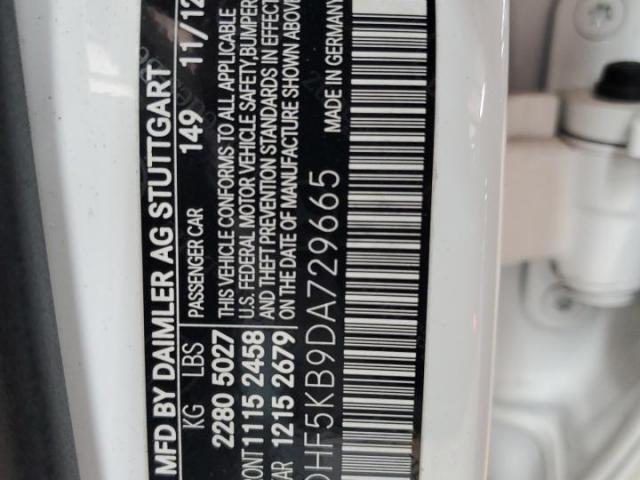 MFD BY DAIMLER AG STUTTGART
KG LBS PASSENGER CAR 149 11/12
2280 5027
1115 2458
1215 2679
THIS VEHICLE CONFORMS TO ALL APPLICABLE
U.S. FEDERAL MOTOR VEHICLE SAFETY,BUMPER
AND THEFT PREVENTION STANDARDS IN EFFECT
ON THE DATE OF MANUFACTURE SHOWN ABOVE
HF5KB9DA729665 MADE IN GERMANY